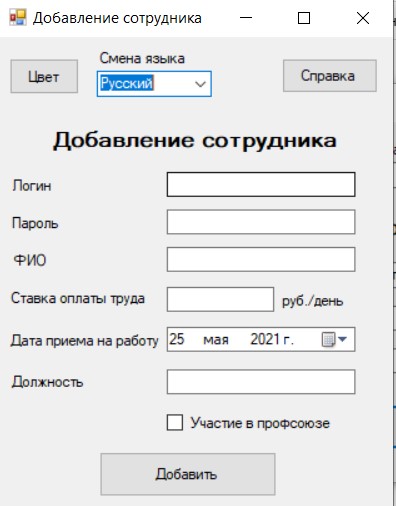 Добавление сотрудника
Смена языка
Цвет
Русский
Справка
Добавление сотрудника
Логин
Пароль
ФИО
Ставка оплаты труда
руб./день
Дата приема на работу
25 мая 2021 г.
Должность
Участие в профсоюзе
Добавить